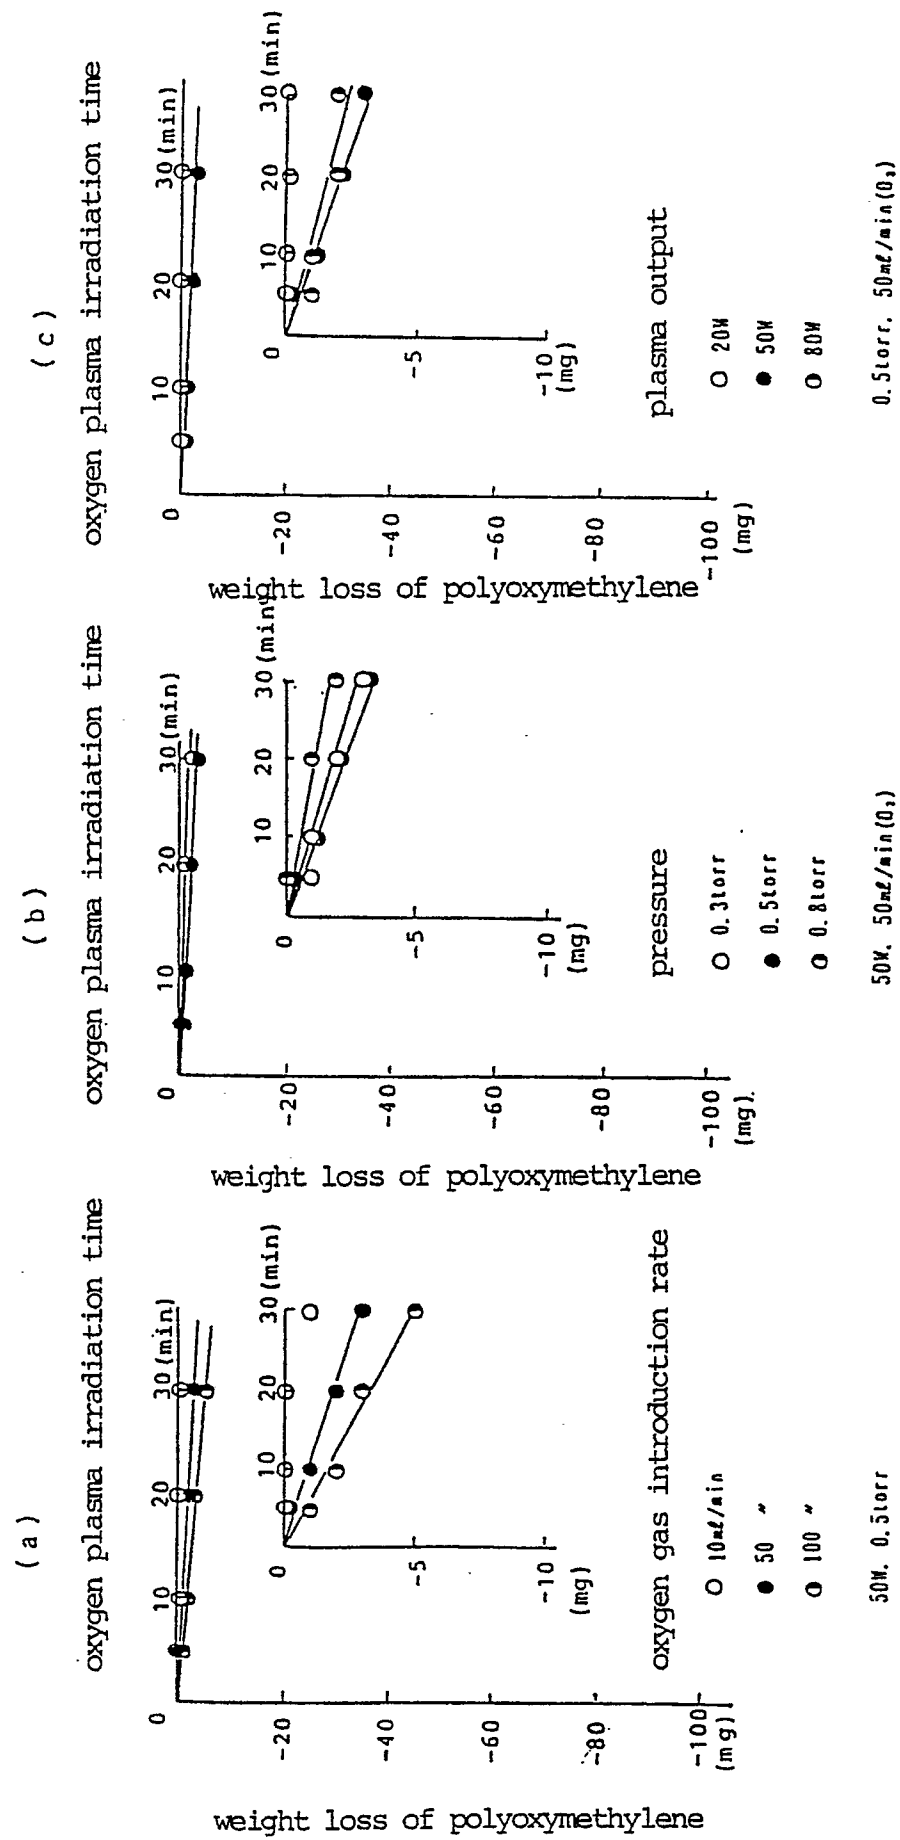 (a)
oxygen plasma irradiation time
10
20
30(min)
0
-20
-40
-60
-80
-100
(mg)
weight loss of polyoxymethylene
10
20
30(min)
0
-5
-10
(mg)
oxygen gas introduction rate
○ 10mℓ/min
● 50 〃
◑ 100 〃
50W. 0.5torr
(b)
oxygen plasma irradiation time
10
20
30(min)
0
-20
-40
-60
-80
-100
(mg)
weight loss of polyoxymethylene
10
20
30(min)
0
-5
-10
(mg)
pressure
○ 0.3torr
● 0.5torr
◑ 0.8torr
50W. 50mℓ/min(O₂)
(c)
oxygen plasma irradiation time
10
20
30(min)
0
-20
-40
-60
-80
-100
(mg)
weight loss of polyoxymethylene
10
20
30(min)
0
-5
-10
(mg)
plasma output
○ 20W
● 50W
◑ 80W
0.5torr. 50mℓ/min(O₂)